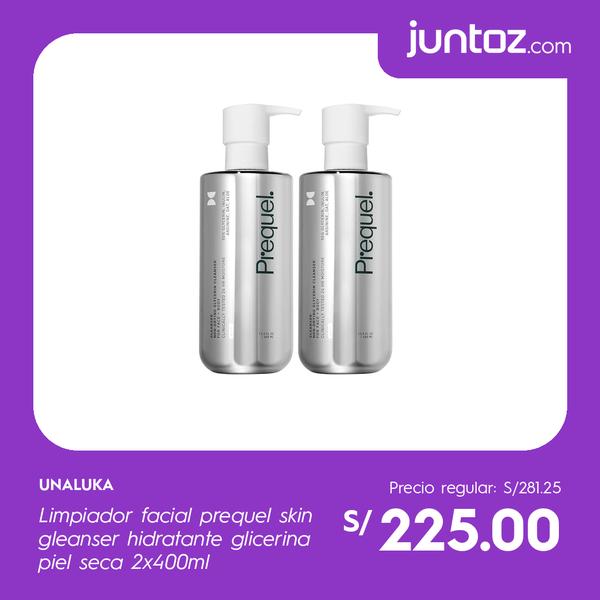 juntoz.com
Prequel.
Prequel.
UNALUKA
Limpiador facial prequel skin
gleanser hidratante glicerina
piel seca 2x400ml
Precio regular: S/281.25
S/ 225.00